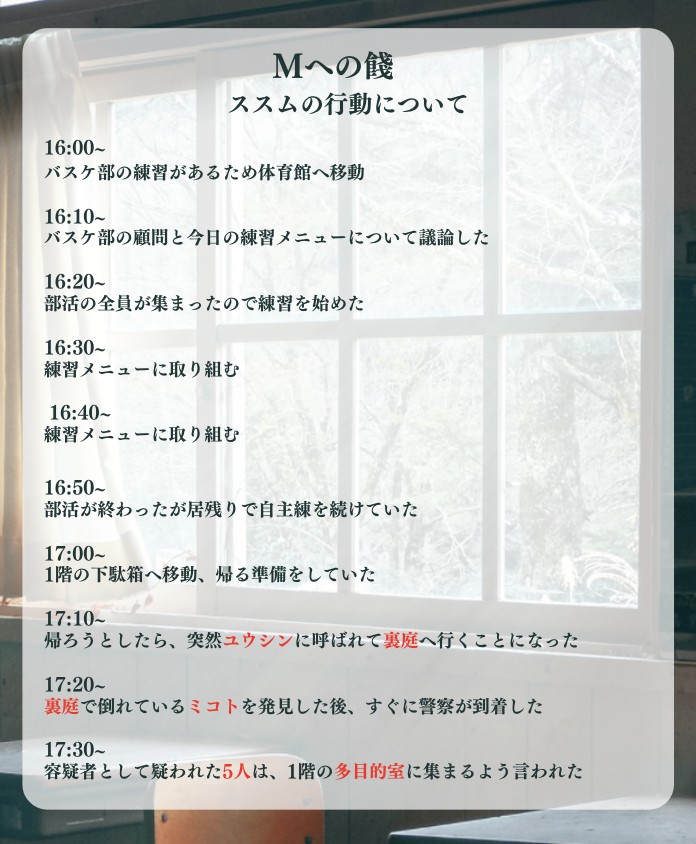 Mへの餞
ススムの行動について
16:00~
バスケ部の練習があるため体育館へ移動
16:10~
バスケ部の顧問と今日の練習メニューについて議論した
16:20~
部活の全員が集まったので練習を始めた
16:30~
練習メニューに取り組む
16:40~
練習メニューに取り組む
16:50~
部活が終わったが居残りで自主練を続けていた
17:00~
1階の下駄箱へ移動、帰る準備をしていた
17:10~
帰ろうとしたら、突然ユウシンに呼ばれて裏庭へ行くことになった
17:20~
裏庭で倒れているミコトを発見した後、すぐに警察が到着した
17:30~
容疑者として疑われた5人は、1階の多目的室に集まるよう言われた